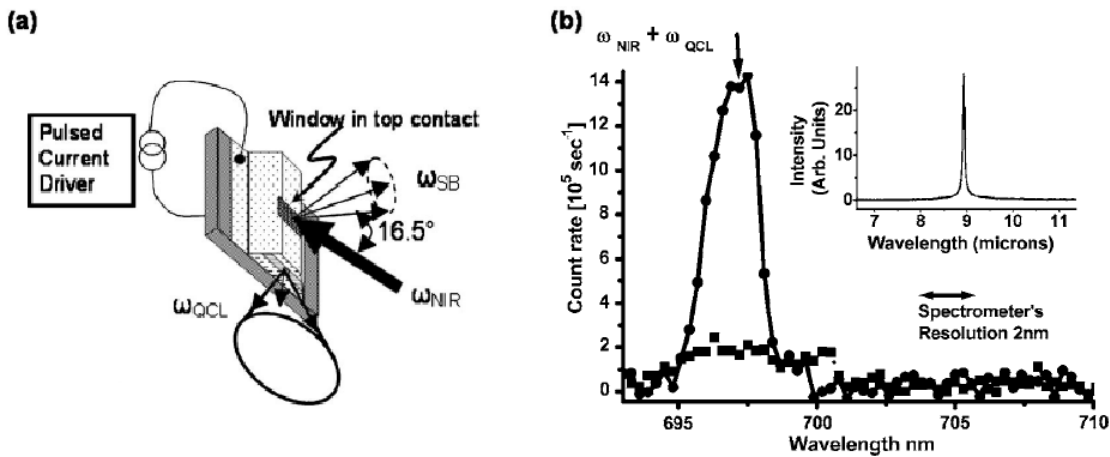 (a)
Pulsed
Current
Driver
Window in top contact
ωSB
16.5°
ωNIR
ωQCL
(b)
ω NIR + ω QCL
Count rate [10⁵ sec⁻¹]
14
12
10
8
6
4
2
0
695
700
705
710
Wavelength nm
Intensity
(Arb. Units)
20
10
0
7
8
9
10
11
Wavelength (microns)
Spectrometer's
Resolution 2nm